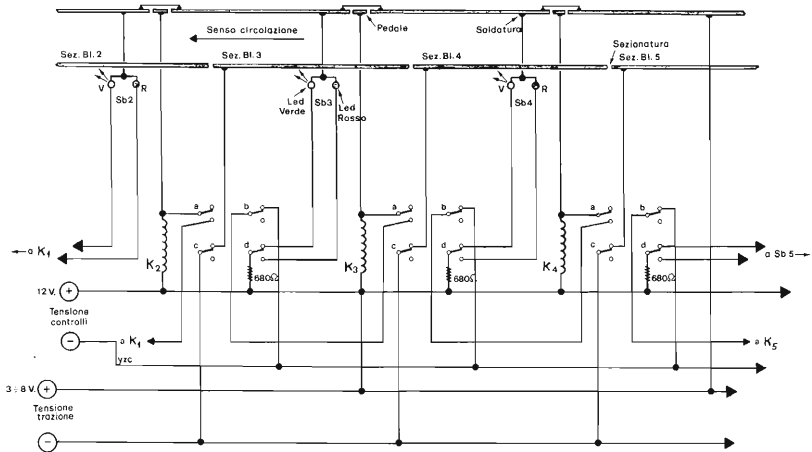 Senso circolazione
Pedale
Saldatura
Sezionatura
Sez. Bl. 2
Sez. Bl. 3
Sez. Bl. 4
Sez. Bl. 5
V
R
Sb2
Led Verde
Sb3
Led Rosso
V
R
Sb4
a
b
a
b
a
b
c
d
c
d
c
d
a K1
K2
680Ω
K3
680Ω
K4
680Ω
a Sb 5
12 V.
+
Tensione
controlli
−
a K1
a K5
yzc
3÷8 V.
+
Tensione
trazione
−